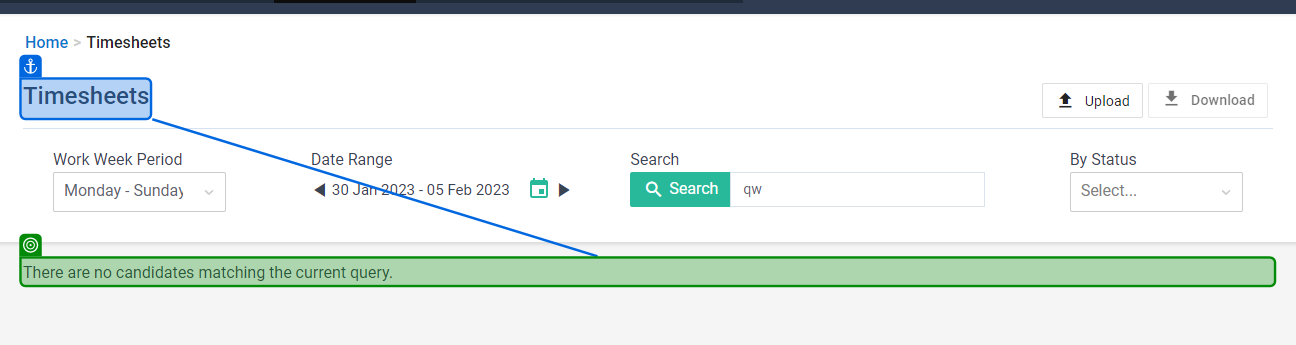 Home > Timesheets
Timesheets
Upload Download
Work Week Period Date Range Search By Status
Monday - Sunday 30 Jan 2023 - 05 Feb 2023 Search qw Select...
There are no candidates matching the current query.